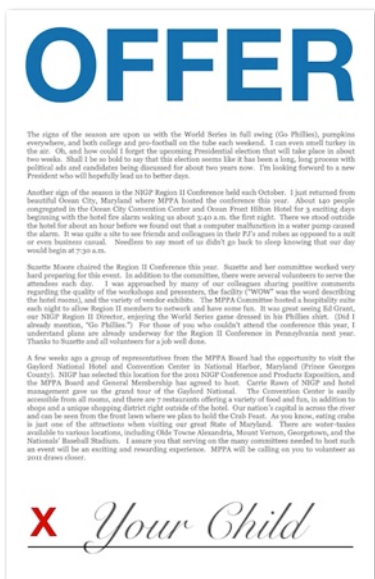 OFFER
The signs of the season are upon us with the World Series in full swing (Go Phillies), pumpkins
everywhere, and both college and pro-football on the tube each weekend. I can even smell turkey in
the air. Oh, and how could I forget the upcoming Presidential election that will take place in about
two weeks. Shall I be so bold to say that this election seems like it has been a long, long process with
political ads and candidates being discussed for about two years now. I'm looking forward to a new
President who will hopefully lead us to better days.
Another sign of the season is the NIGP Region II Conference held each October. I just returned from
beautiful Ocean City, Maryland where MPPA hosted the conference this year. About 140 people
congregated in the Ocean City Convention Center and Ocean Front Hilton Hotel for 3 exciting days
beginning with the hotel fire alarm waking us about 3:40 a.m. the first night. There we stood outside
the hotel for about an hour before we found out that a computer malfunction in a water pump caused
the alarm. It was quite a site to see friends and colleagues in their PJ's and robes as opposed to a suit
or even business casual. Needless to say most of us didn't go back to sleep knowing that our day
would begin at 7:30 a.m.
Suzette Moore chaired the Region II Conference this year. Suzette and her committee worked very
hard preparing for this event. In addition to the committee, there were several volunteers to serve the
attendees each day. I was approached by many of our colleagues sharing positive comments
regarding the quality of the workshops and presenters, the facility ("WOW" was the word describing
the hotel rooms), and the variety of vendor exhibits. The MPPA Committee hosted a hospitality suite
each night to allow Region II members to network and have some fun. It was great seeing Ed Grant,
our NIGP Region II Director, enjoying the World Series game dressed in his Phillies shirt. (Did I
already mention, "Go Phillies.") For those of you who couldn't attend the conference this year, I
understand plans are already underway for the Region II Conference in Pennsylvania next year.
Thanks to Suzette and all volunteers for a job well done.
A few weeks ago a group of representatives from the MPPA Board had the opportunity to visit the
Gaylord National Hotel and Convention Center in National Harbor, Maryland (Prince Georges
County). NIGP has selected this location for the 2011 NIGP Conference and Products Exposition, and
the MPPA Board and General Membership has agreed to host. Carrie Rawn of NIGP and hotel
management gave us the grand tour of the Gaylord National. The Convention Center is easily
accessible from all rooms, and there are 7 restaurants offering a variety of food and fun, in addition to
shops and a unique shopping district right outside of the hotel. Our nation's capital is across the river
and can be seen from the front lawn where we plan to hold the Crab Feast. As you know, eating crabs
is just one of the attractions when visiting our great State of Maryland. There are water-taxies
available to various locations, including Olde Towne Alexandria, Mount Vernon, Georgetown, and the
Nationals' Baseball Stadium. I assure you that serving on the many committees needed to host such
an event will be an exciting and rewarding experience. MPPA will be calling on you to volunteer as
2011 draws closer.
X Your Child